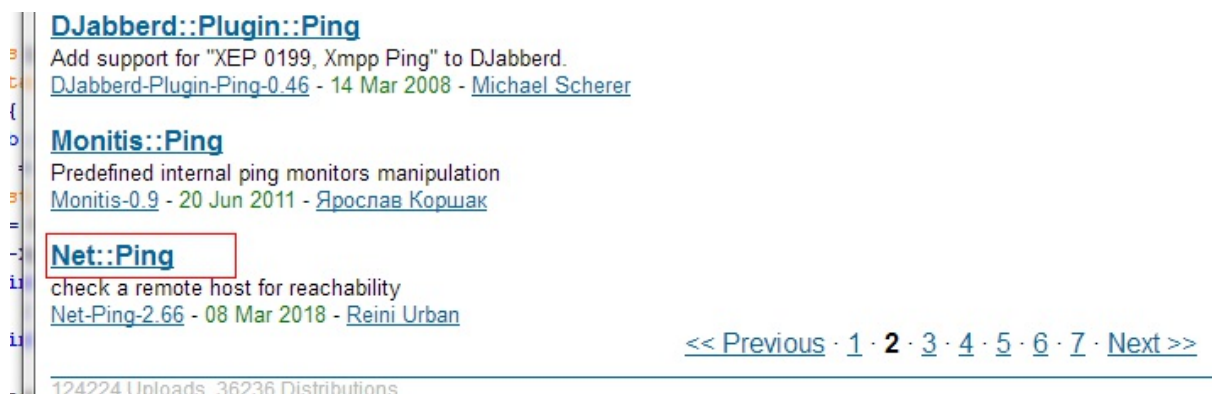 DJabberd::Plugin::Ping
Add support for "XEP 0199, Xmpp Ping" to DJabberd.
DJabberd-Plugin-Ping-0.46 - 14 Mar 2008 - Michael Scherer
Monitis::Ping
Predefined internal ping monitors manipulation
Monitis-0.9 - 20 Jun 2011 - Ярослав Коршак
Net::Ping
check a remote host for reachability
Net-Ping-2.66 - 08 Mar 2018 - Reini Urban
<< Previous · 1 · 2 · 3 · 4 · 5 · 6 · 7 · Next >>
124224 Uploads, 36236 Distributions